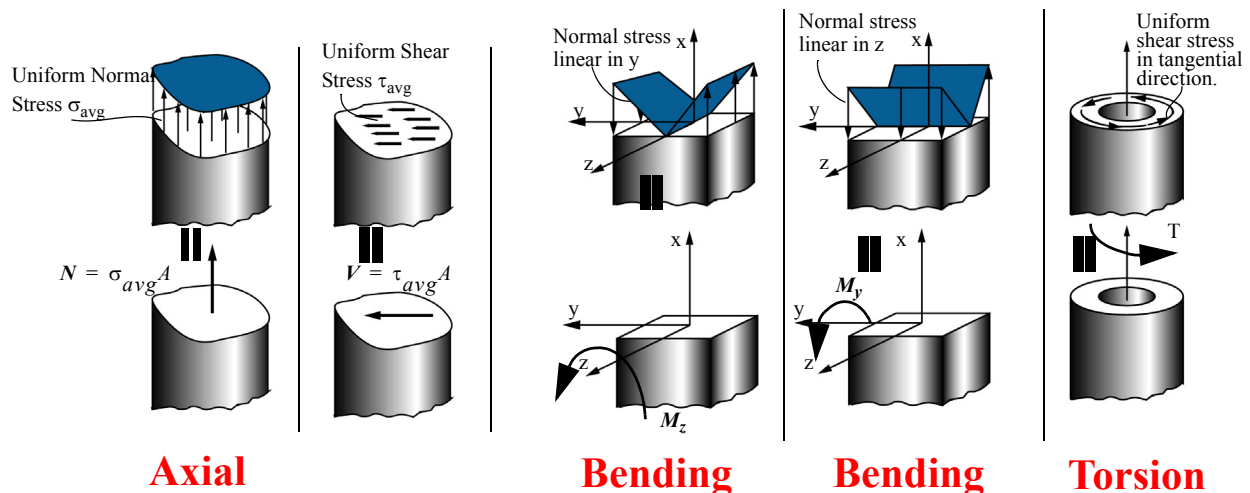 Uniform Normal
Stress σavg
N = σavgA
Axial
Uniform Shear
Stress τavg
V = τavgA
Normal stress
linear in y
x
y
z
x
y
z
Mz
Bending
Normal stress
linear in z
x
y
z
x
My
y
z
Bending
Uniform
shear stress
in tangential
direction.
T
Torsion